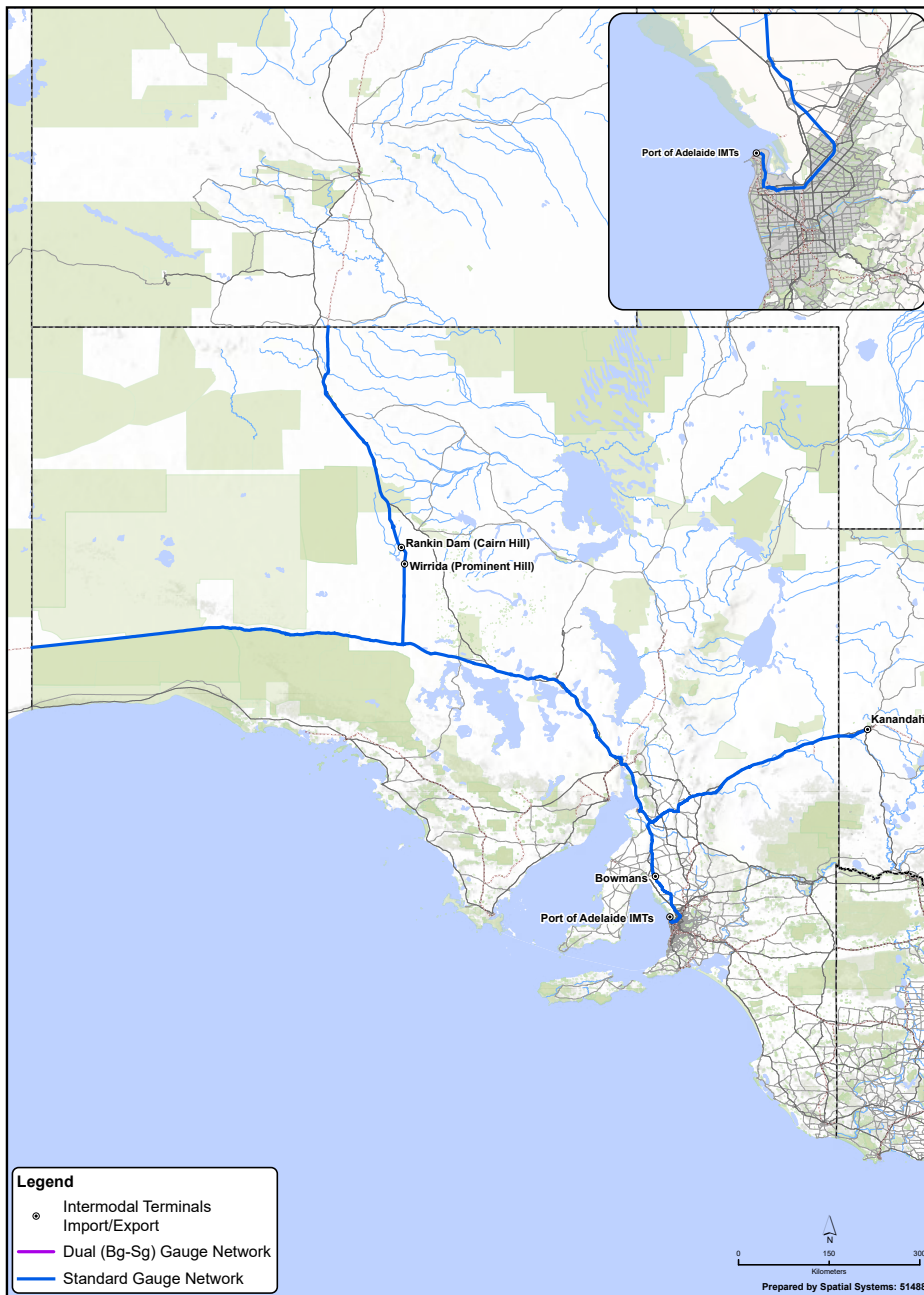 Port of Adelaide IMTs
Rankin Dam (Cairn Hill)
Wirrida (Prominent Hill)
Kanandah
Bowmans
Port of Adelaide IMTs
Legend
Intermodal Terminals
Import/Export
Dual (Bg-Sg) Gauge Network
Standard Gauge Network
N
0 150 300
Kilometers
Prepared by Spatial Systems: 51488